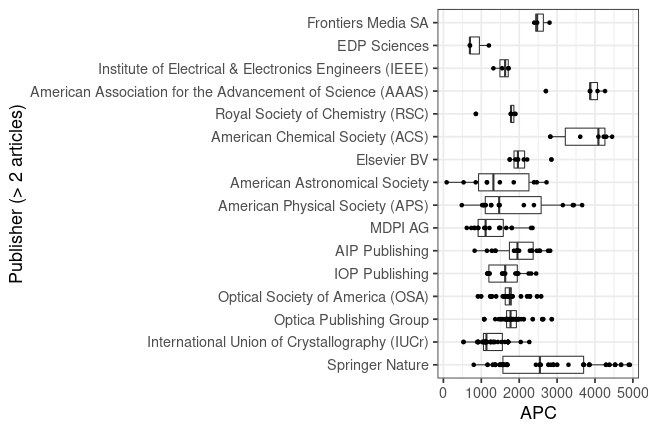 Publisher (> 2 articles)
Frontiers Media SA
EDP Sciences
Institute of Electrical & Electronics Engineers (IEEE)
American Association for the Advancement of Science (AAAS)
Royal Society of Chemistry (RSC)
American Chemical Society (ACS)
Elsevier BV
American Astronomical Society
American Physical Society (APS)
MDPI AG
AIP Publishing
IOP Publishing
Optical Society of America (OSA)
Optica Publishing Group
International Union of Crystallography (IUCr)
Springer Nature
0 1000 2000 3000 4000 5000
APC